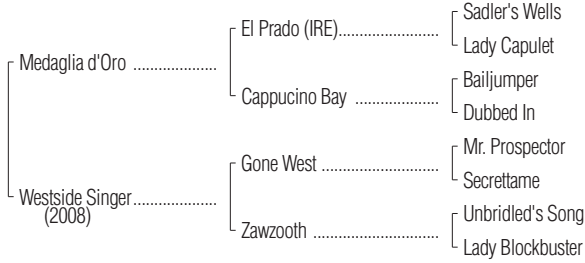 Sadler's Wells
El Prado (IRE)....................
Lady Capulet
Medaglia d'Oro .................
Bailjumper
Cappucino Bay .................
Dubbed In
Mr. Prospector
Gone West ........................
Secrettame
Westside Singer.................
(2008)
Unbridled's Song
Zawzooth .........................
Lady Blockbuster